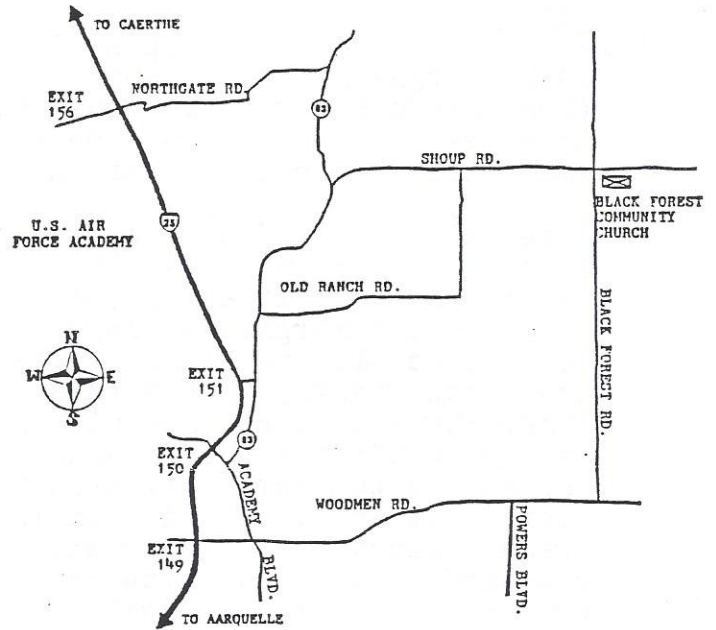 TO CAERTHE
NORTHGATE RD.
EXIT
156
83
SHOUP RD.
BLACK FOREST
COMMUNITY
CHURCH
U.S. AIR
FORCE ACADEMY
25
OLD RANCH RD.
BLACK FOREST RD.
N
W E
S
EXIT
151
83
EXIT
150
ACADEMY
BLVD.
WOODMEN RD.
POWERS BLVD.
EXIT
149
TO AARQUELLE